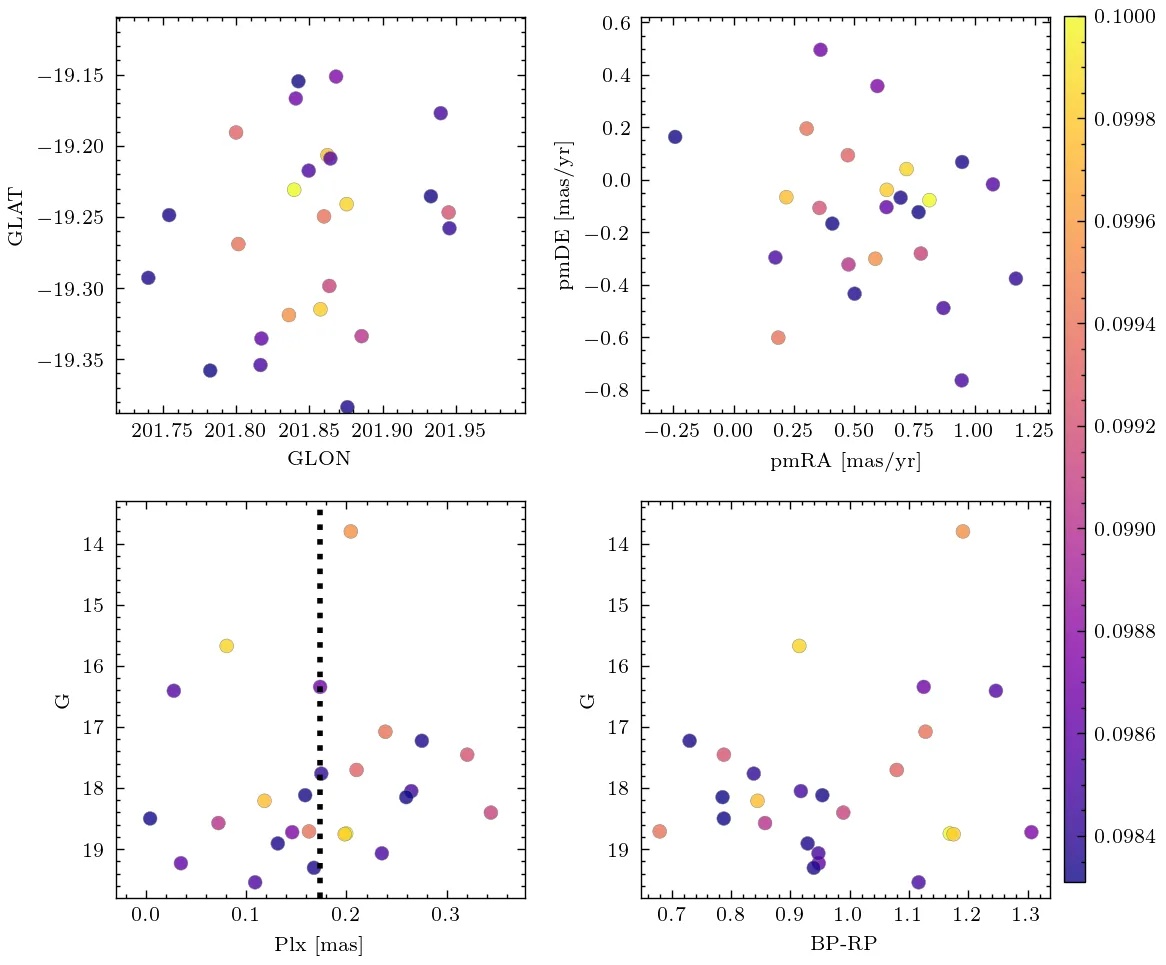 −19.15
−19.20
−19.25
−19.30
−19.35
GLAT
201.75 201.80 201.85 201.90 201.95
GLON
0.6
0.4
0.2
0.0
−0.2
−0.4
−0.6
−0.8
pmDE [mas/yr]
−0.25 0.00 0.25 0.50 0.75 1.00 1.25
pmRA [mas/yr]
14
15
16
17
18
19
G
0.0 0.1 0.2 0.3
Plx [mas]
14
15
16
17
18
19
G
0.7 0.8 0.9 1.0 1.1 1.2 1.3
BP-RP
0.1000
0.0998
0.0996
0.0994
0.0992
0.0990
0.0988
0.0986
0.0984